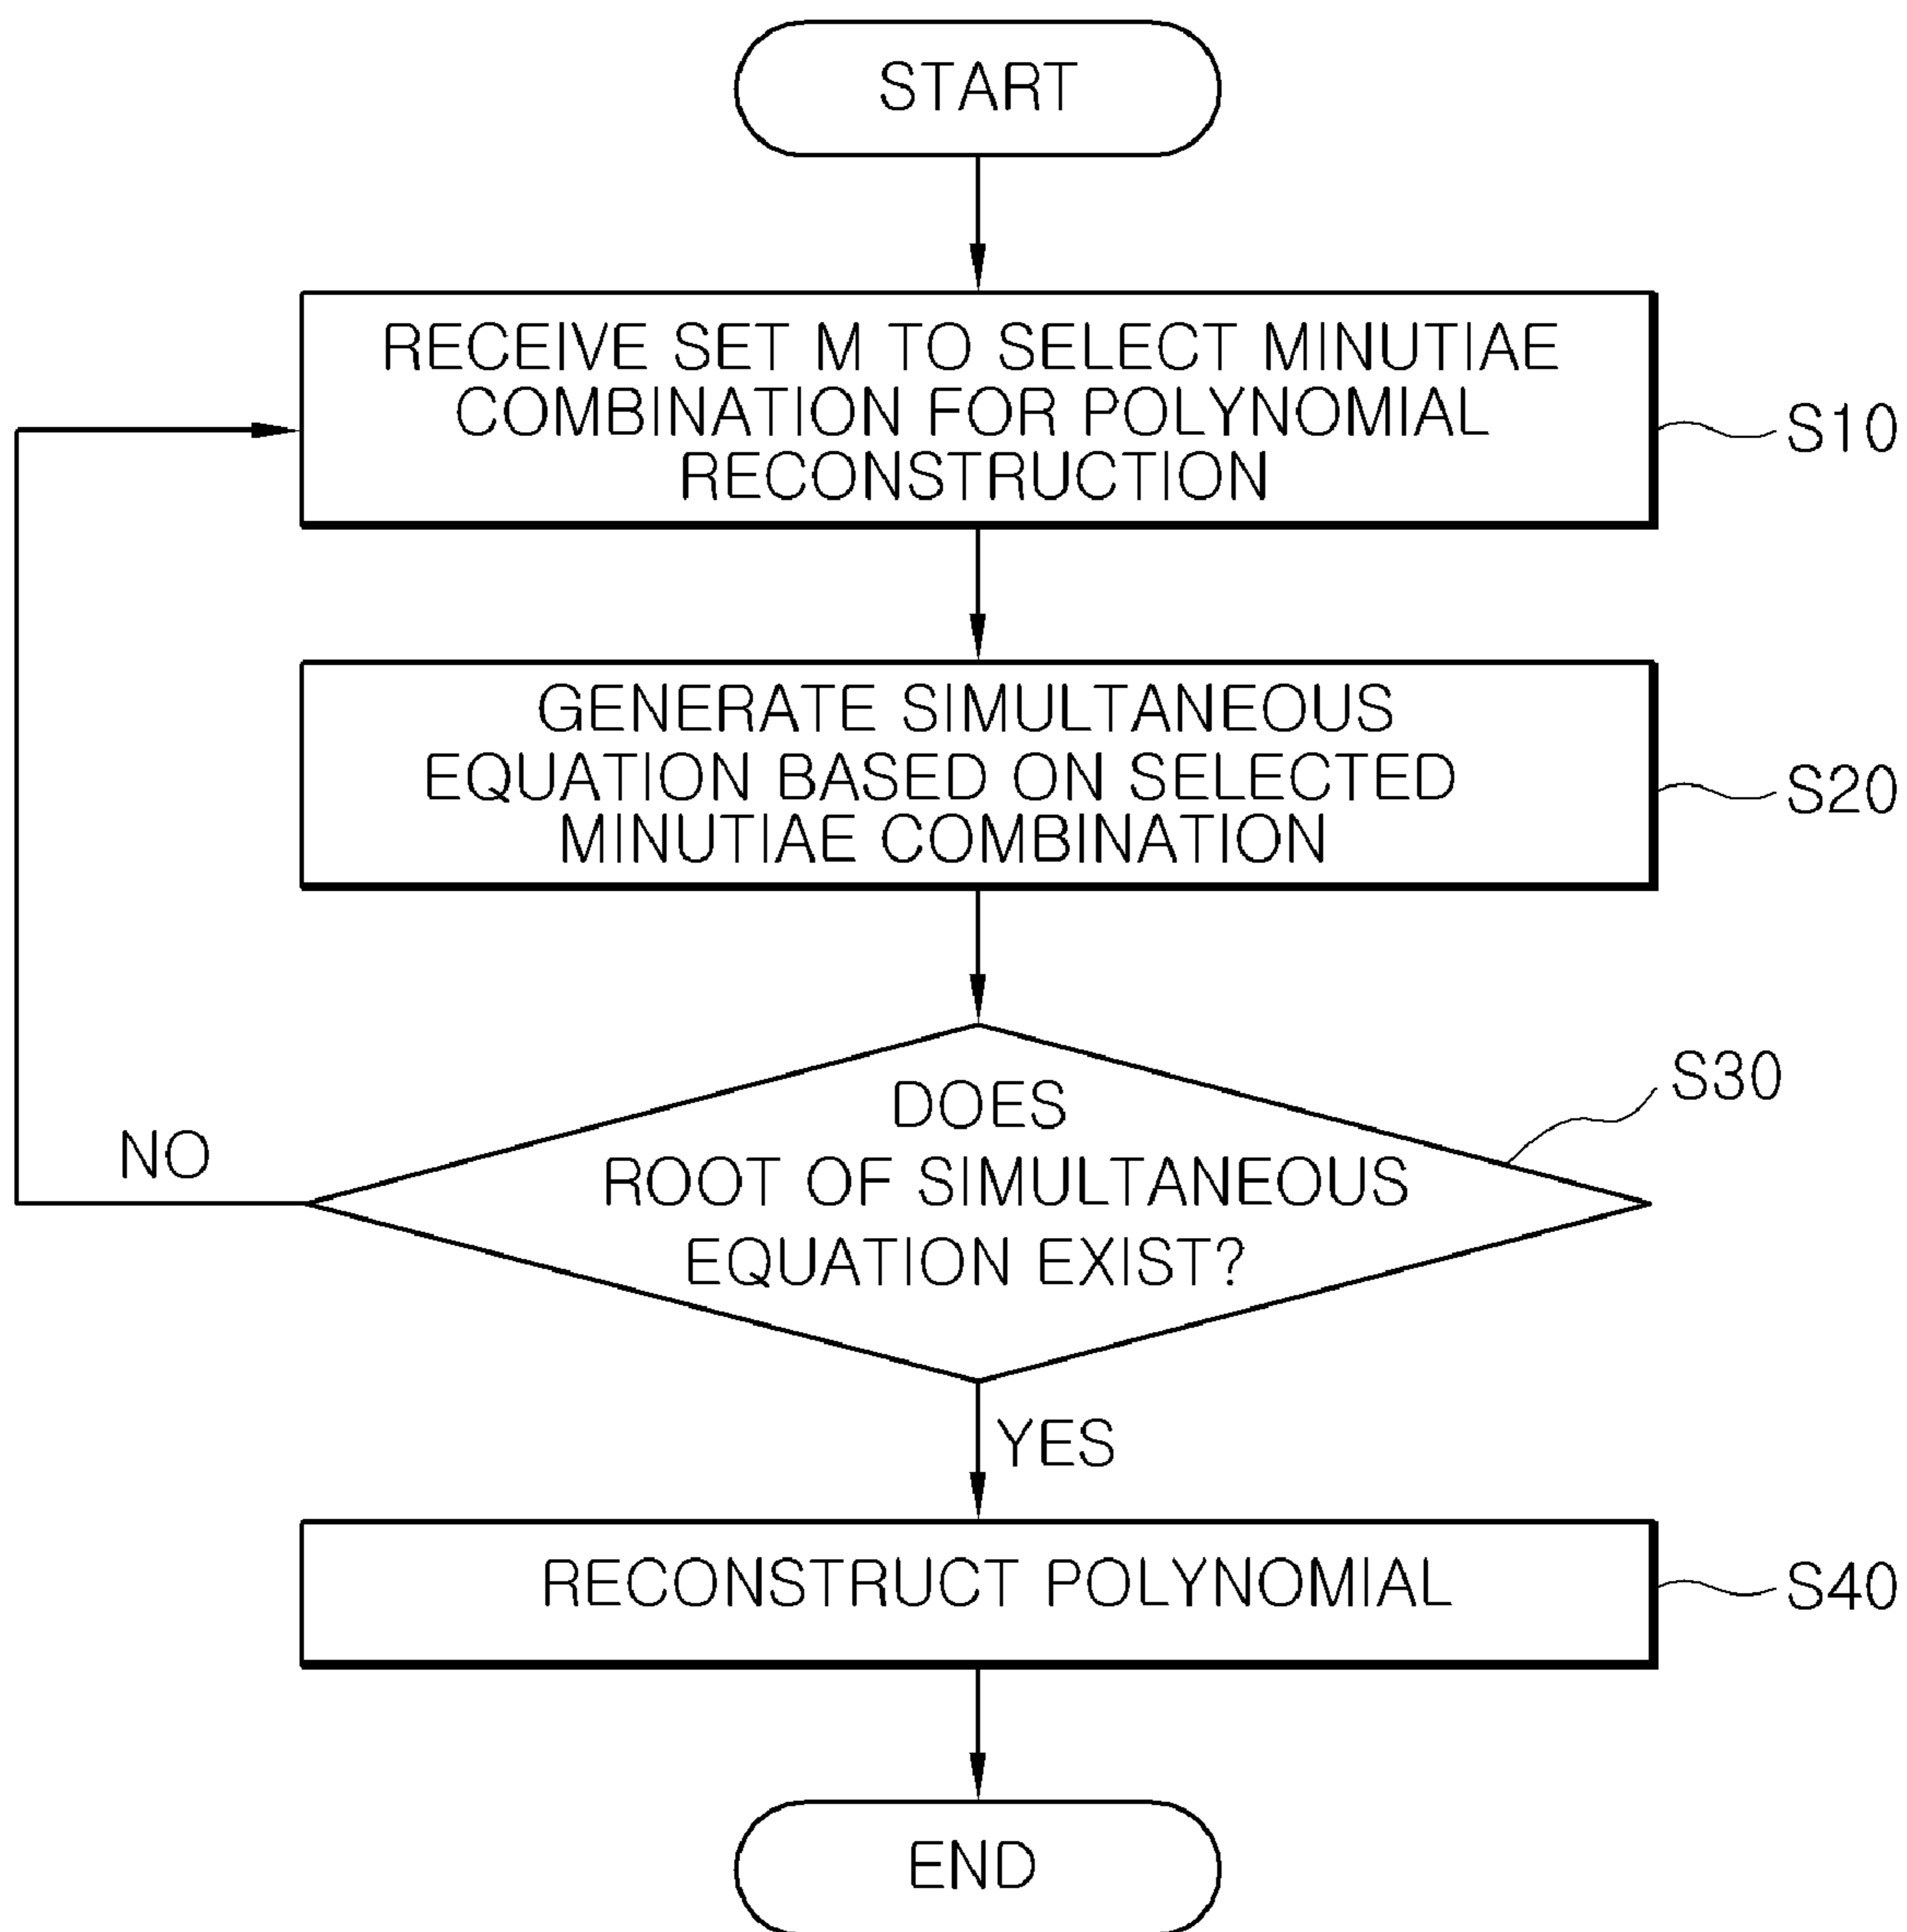 START
RECEIVE SET M TO SELECT MINUTIAE
COMBINATION FOR POLYNOMIAL
RECONSTRUCTION
S10
GENERATE SIMULTANEOUS
EQUATION BASED ON SELECTED
MINUTIAE COMBINATION
S20
DOES
ROOT OF SIMULTANEOUS
EQUATION EXIST?
S30
NO
YES
RECONSTRUCT POLYNOMIAL
S40
END